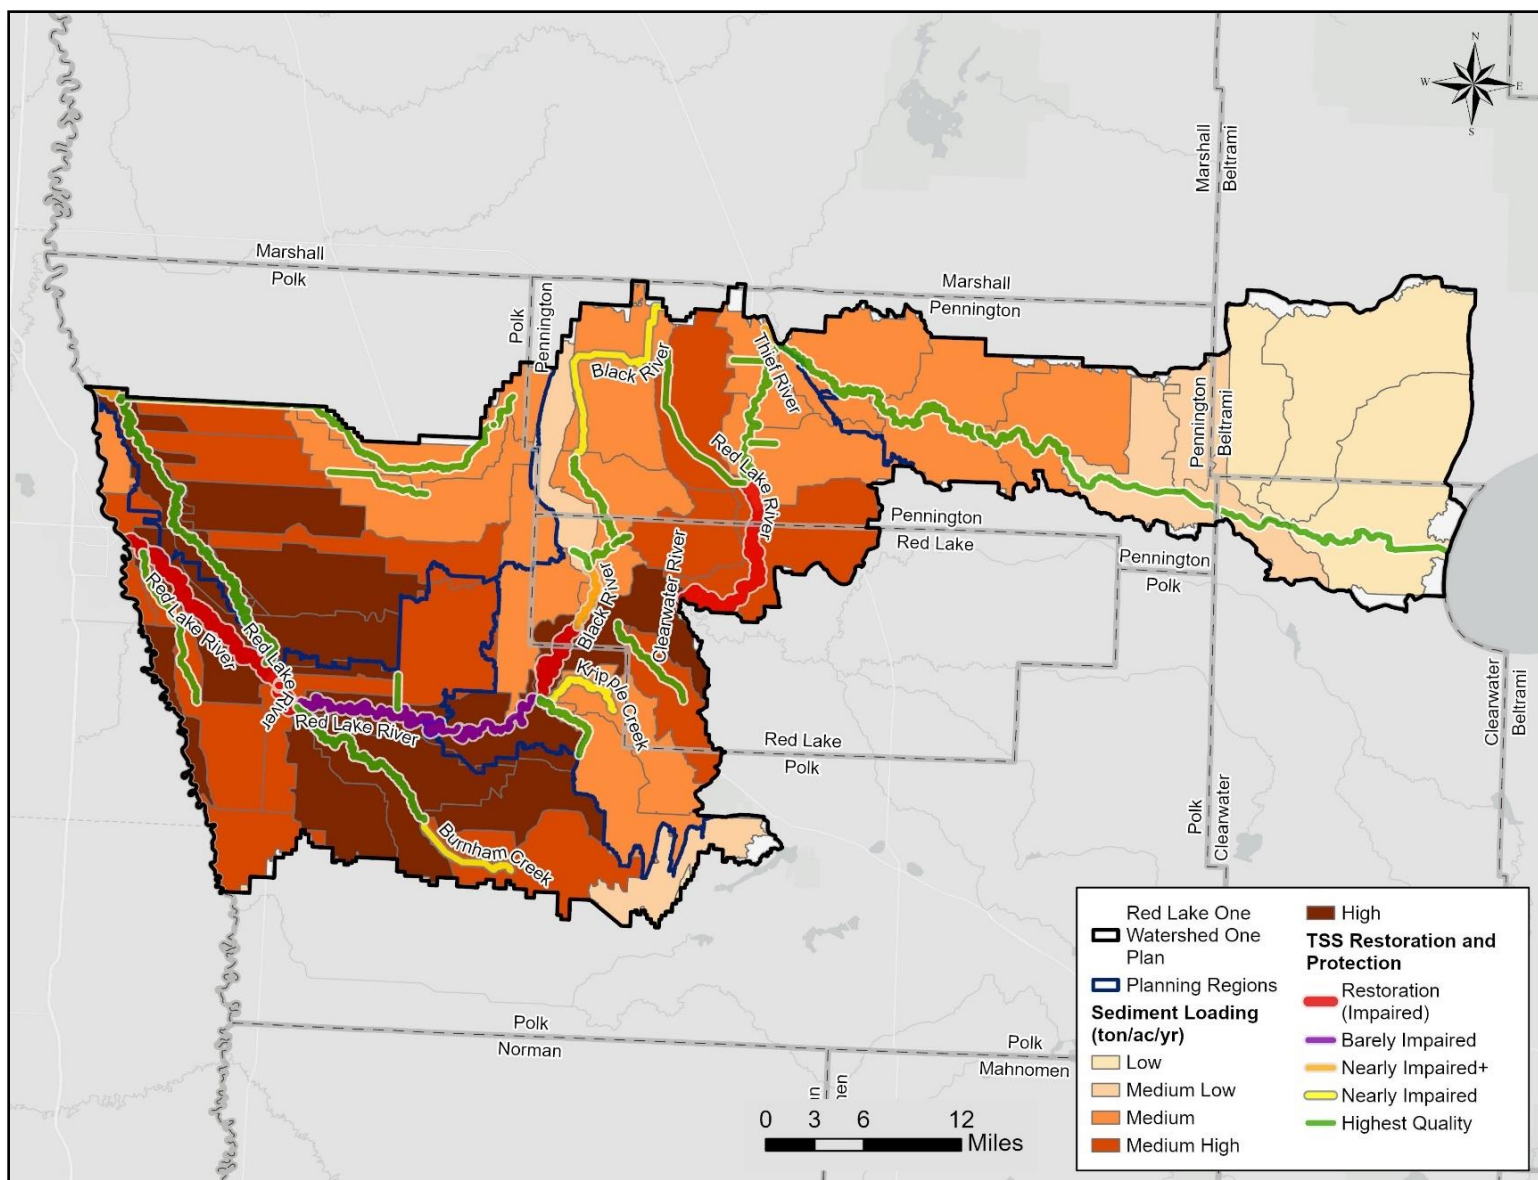 N
W
E
S
Marshall
Beltrami
Marshall
Polk
Marshall
Pennington
Polk
Pennington
Black River
Thief River
Pennington
Beltrami
Red Lake River
Pennington
Red Lake
Pennington
Polk
Clearwater River
Black River
Red Lake River
Red Lake River
Kripple Creek
Red Lake River
Red Lake
Polk
Clearwater
Beltrami
Polk
Clearwater
Burnham Creek
Polk
Norman
Polk
Mahnomen
0 3 6 12
Miles
Red Lake One
Watershed One
Plan
Planning Regions
Sediment Loading
(ton/ac/yr)
Low
Medium Low
Medium
Medium High
High
TSS Restoration and
Protection
Restoration
(Impaired)
Barely Impaired
Nearly Impaired+
Nearly Impaired
Highest Quality